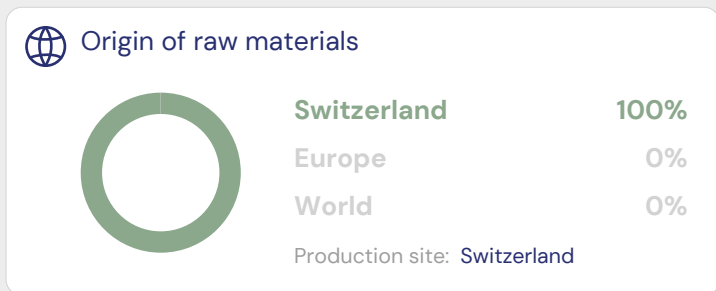 Origin of raw materials
Switzerland 100%
Europe 0%
World 0%
Production site: Switzerland